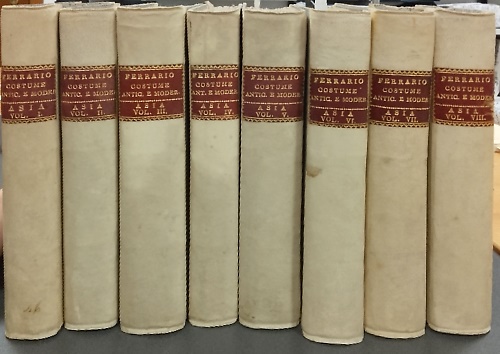 FERRARIO
COSTUME
ANTIC. E MODER.
ASIA
VOL. I.
FERRARIO
COSTUME
ANTIC. E MODER.
ASIA
VOL. II.
FERRARIO
COSTUME
ANTIC. E MODER.
ASIA
VOL. III.
FERRARIO
COSTUME
ANT. E MODER.
ASIA
VOL. IV.
FERRARIO
COSTUME
ANTIC. E MODER.
ASIA
VOL. V.
FERRARIO
COSTUME
ANTIC. E MODER.
ASIA
VOL. VI.
FERRARIO
COSTUME
ANTIC. E MODER.
ASIA
VOL. VII.
FERRARIO
COSTUME
ANTIC. E MODER.
ASIA
VOL. VIII.